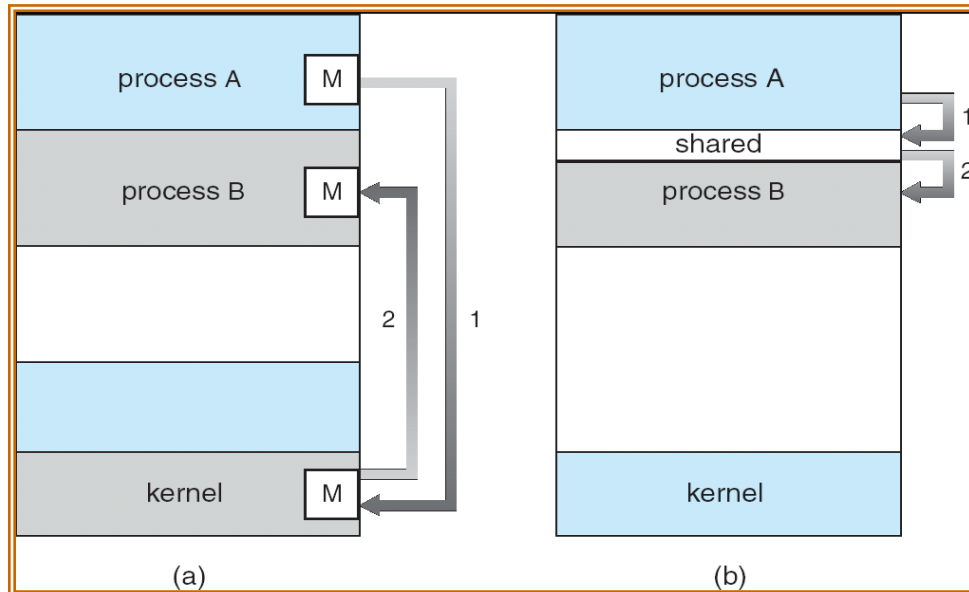 process A
M
process B
M
2
1
kernel
M
(a)
process A
1
shared
2
process B
kernel
(b)